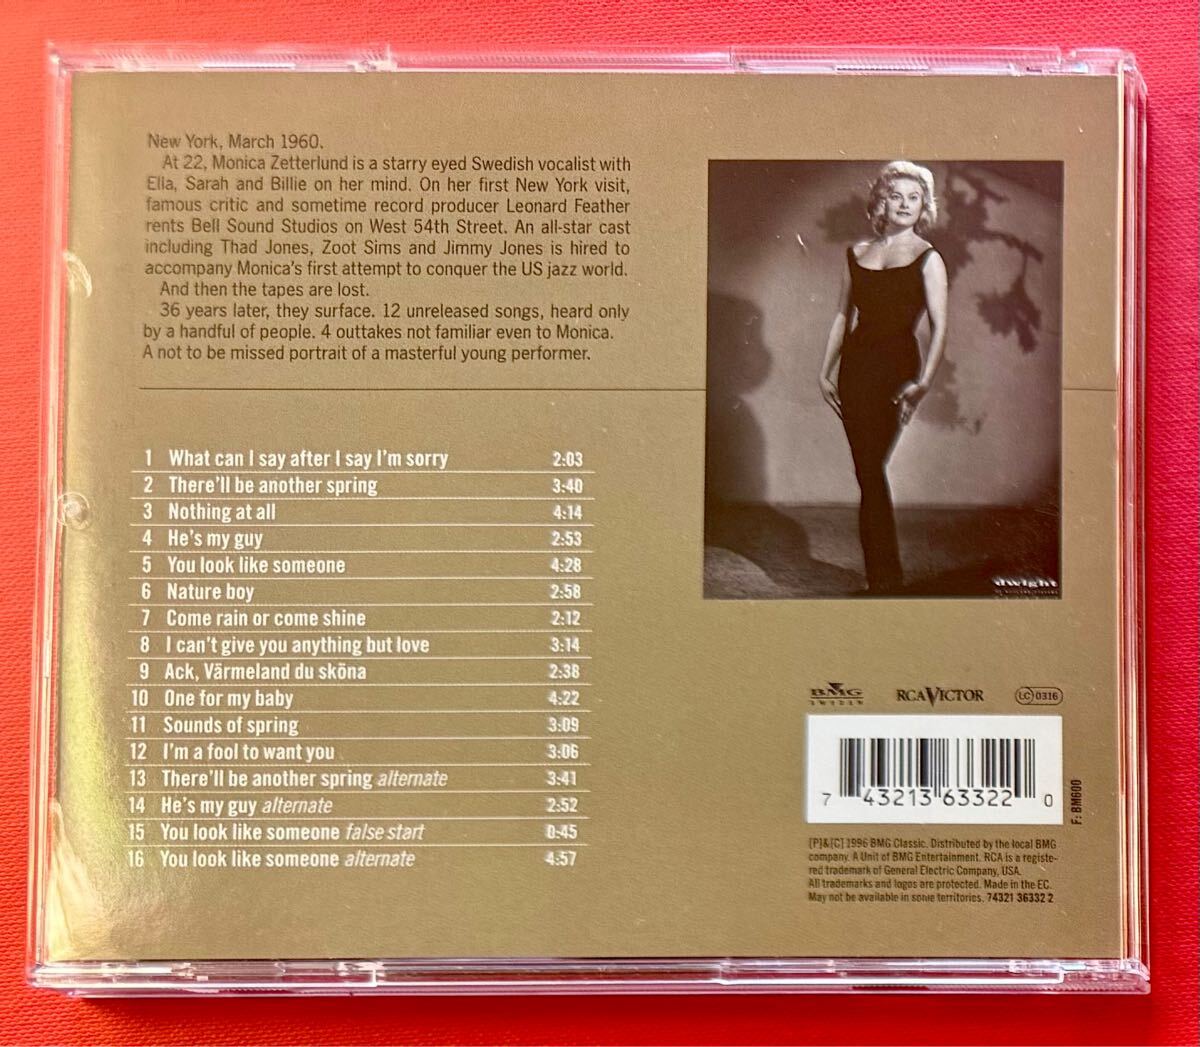 New York, March 1960.
At 22, Monica Zetterlund is a starry eyed Swedish vocalist with
Ella, Sarah and Billie on her mind. On her first New York visit,
famous critic and sometime record producer Leonard Feather
rents Bell Sound Studios on West 54th Street. An all-star cast
including Thad Jones, Zoot Sims and Jimmy Jones is hired to
accompany Monica's first attempt to conquer the US jazz world.
And then the tapes are lost.
36 years later, they surface. 12 unreleased songs, heard only
by a handful of people. 4 outtakes not familiar even to Monica.
A not to be missed portrait of a masterful young performer.
1 What can I say after I say I'm sorry 2:03
2 There'll be another spring 3:40
3 Nothing at all 4:14
4 He's my guy 2:53
5 You look like someone 4:28
6 Nature boy 2:58
7 Come rain or come shine 2:12
8 I can't give you anything but love 3:14
9 Ack, Värmeland du sköna 2:38
10 One for my baby 4:22
11 Sounds of spring 3:09
12 I'm a fool to want you 3:06
13 There'll be another spring alternate 3:41
14 He's my guy alternate 2:52
15 You look like someone false start 0:45
16 You look like someone alternate 4:57
dwight
BMG SWEDEN
RCA VICTOR
LC 0316
7 43213 63322 0
F: BM600
[P]&[C] 1996 BMG Classic. Distributed by the local BMG
company. A Unit of BMG Entertainment. RCA is a registe-
red trademark of General Electric Company, USA.
All trademarks and logos are protected. Made in the EC.
May not be available in some territories. 74321 36332 2